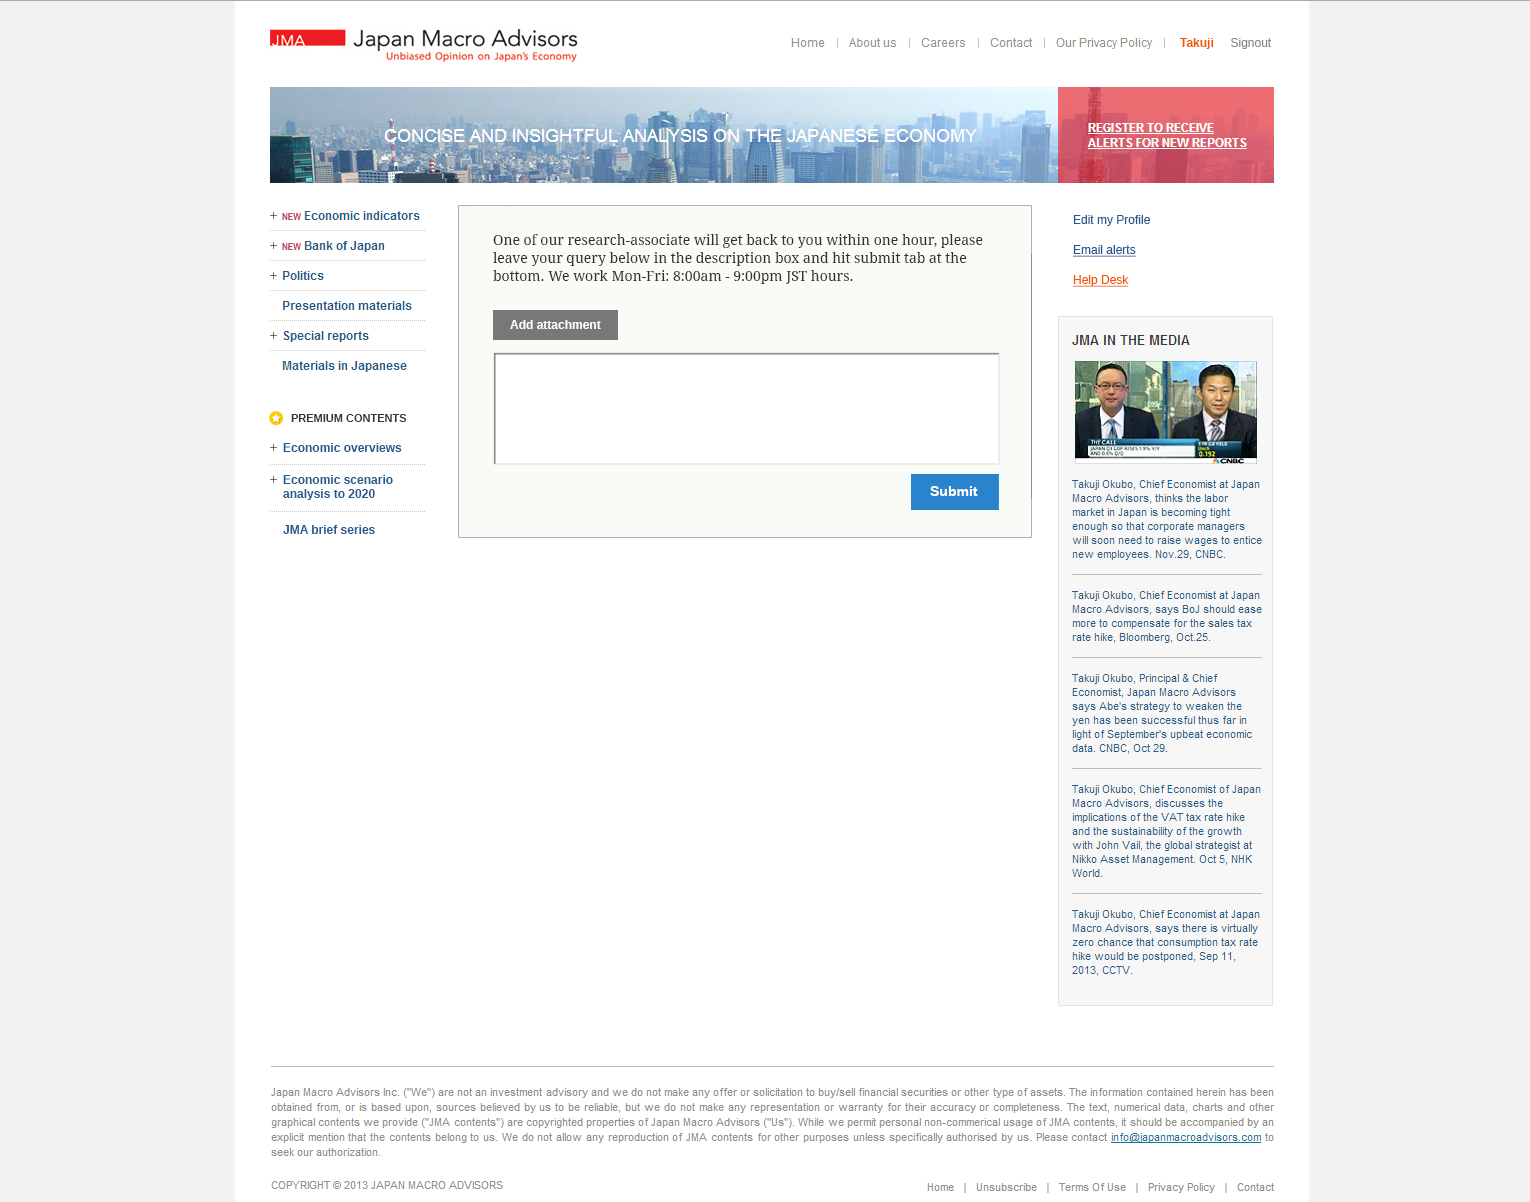 JMA Japan Macro Advisors
Unbiased Opinion on Japan's Economy
Home
About us
Careers
Contact
Our Privacy Policy
Takuji
Signout
CONCISE AND INSIGHTFUL ANALYSIS ON THE JAPANESE ECONOMY
REGISTER TO RECEIVE
ALERTS FOR NEW REPORTS
+ NEW Economic indicators
+ NEW Bank of Japan
+ Politics
Presentation materials
+ Special reports
Materials in Japanese
PREMIUM CONTENTS
+ Economic overviews
+ Economic scenario
analysis to 2020
JMA brief series
One of our research-associate will get back to you within one hour, please
leave your query below in the description box and hit submit tab at the
bottom. We work Mon-Fri: 8:00am - 9:00pm JST hours.
Add attachment
Submit
Edit my Profile
Email alerts
Help Desk
JMA IN THE MEDIA
THE CALL
JAPAN Q3 GDP RISES 1.9% Y/Y
AND 0.5% Q/Q
5 YR JGB YIELD
0.192
CNBC
Takuji Okubo, Chief Economist at Japan
Macro Advisors, thinks the labor
market in Japan is becoming tight
enough so that corporate managers
will soon need to raise wages to entice
new employees. Nov.29, CNBC.
Takuji Okubo, Chief Economist at Japan
Macro Advisors, says BoJ should ease
more to compensate for the sales tax
rate hike, Bloomberg, Oct.25.
Takuji Okubo, Principal & Chief
Economist, Japan Macro Advisors
says Abe's strategy to weaken the
yen has been successful thus far in
light of September's upbeat economic
data. CNBC, Oct 29.
Takuji Okubo, Chief Economist of Japan
Macro Advisors, discusses the
implications of the VAT tax rate hike
and the sustainability of the growth
with John Vail, the global strategist at
Nikko Asset Management. Oct 5, NHK
World.
Takuji Okubo, Chief Economist at Japan
Macro Advisors, says there is virtually
zero chance that consumption tax rate
hike would be postponed, Sep 11,
2013, CCTV.
Japan Macro Advisors Inc. ("We") are not an investment advisory and we do not make any offer or solicitation to buy/sell financial securities or other type of assets. The information contained herein has been
obtained from, or is based upon, sources believed by us to be reliable, but we do not make any representation or warranty for their accuracy or completeness. The text, numerical data, charts and other
graphical contents we provide ("JMA contents") are copyrighted properties of Japan Macro Advisors ("Us"). While we permit personal non-commerical usage of JMA contents, it should be accompanied by an
explicit mention that the contents belong to us. We do not allow any reproduction of JMA contents for other purposes unless specifically authorised by us. Please contact info@japanmacroadvisors.com to
seek our authorization.
COPYRIGHT © 2013 JAPAN MACRO ADVISORS
Home | Unsubscribe | Terms Of Use | Privacy Policy | Contact